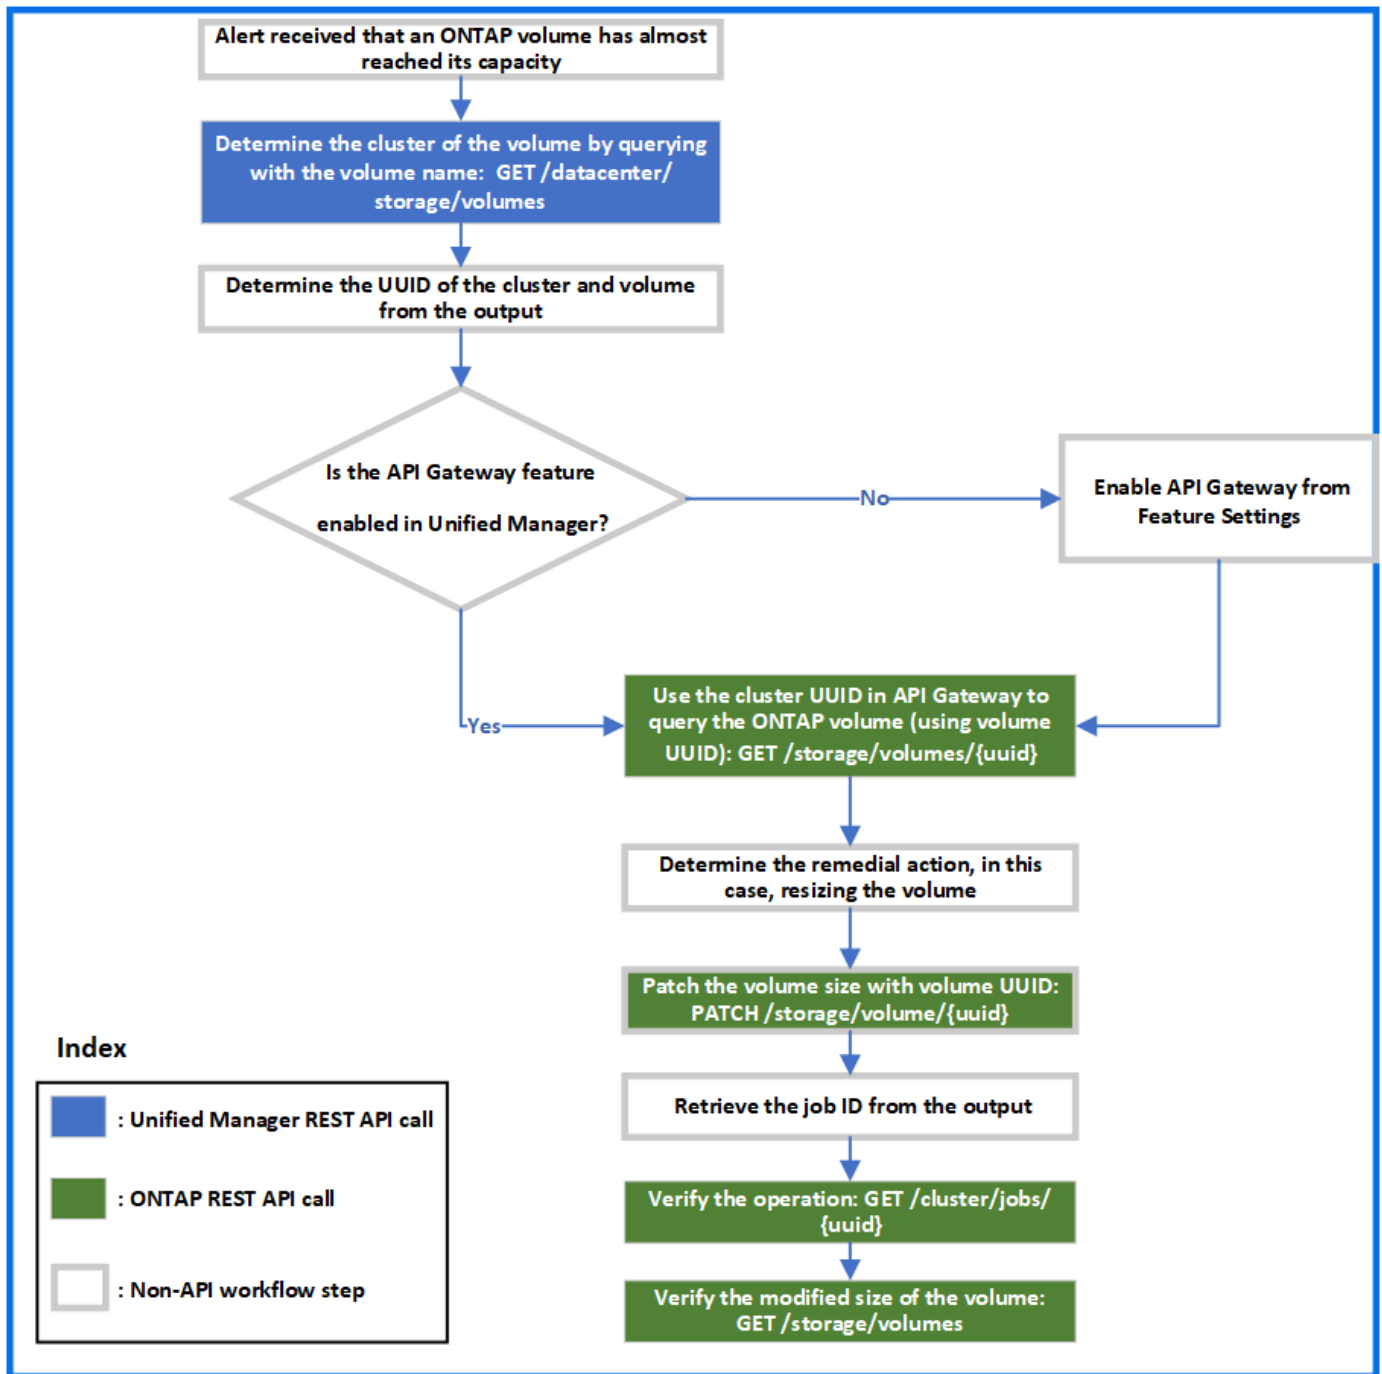 Alert received that an ONTAP volume has almost
reached its capacity
Determine the cluster of the volume by querying
with the volume name: GET /datacenter/
storage/volumes
Determine the UUID of the cluster and volume
from the output
Is the API Gateway feature
enabled in Unified Manager?
No
Enable API Gateway from
Feature Settings
Yes
Use the cluster UUID in API Gateway to
query the ONTAP volume (using volume
UUID): GET /storage/volumes/{uuid}
Determine the remedial action, in this
case, resizing the volume
Patch the volume size with volume UUID:
PATCH /storage/volume/{uuid}
Retrieve the job ID from the output
Verify the operation: GET /cluster/jobs/
{uuid}
Verify the modified size of the volume:
GET /storage/volumes
Index
: Unified Manager REST API call
: ONTAP REST API call
: Non-API workflow step